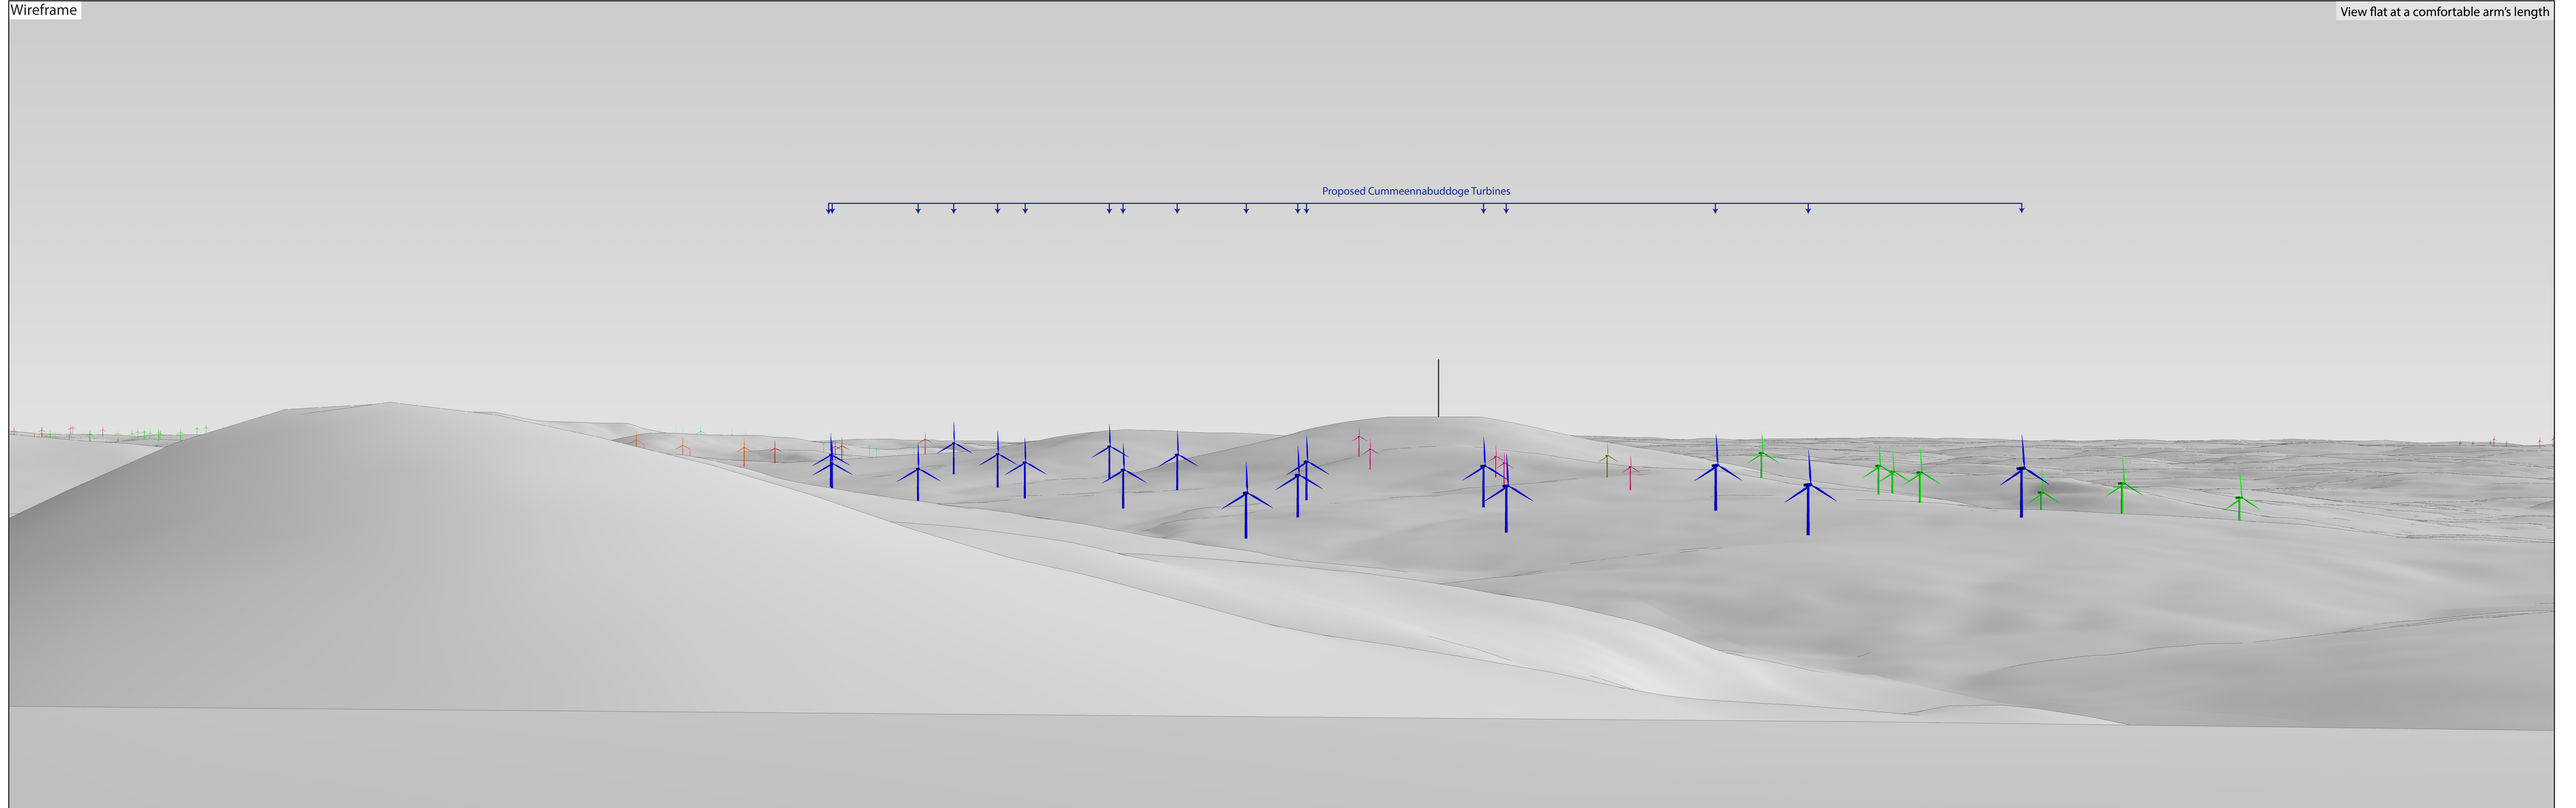 Wireframe
View flat at a comfortable arm's length
Proposed Cummeennabuddoge Turbines